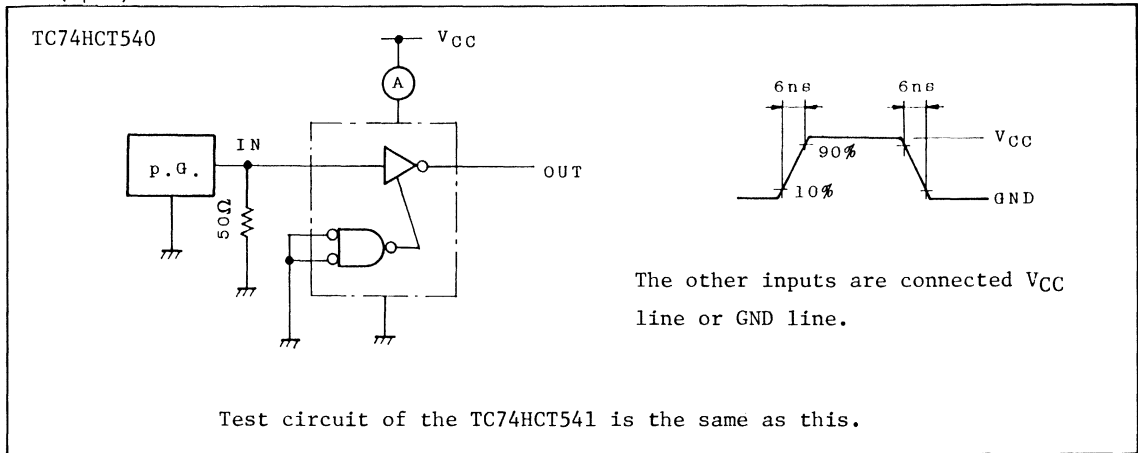 TC74HCT540
VCC
A
P.G.
IN
50Ω
OUT
6ns 6ns
VCC
90%
10%
GND
The other inputs are connected VCC
line or GND line.
Test circuit of the TC74HCT541 is the same as this.